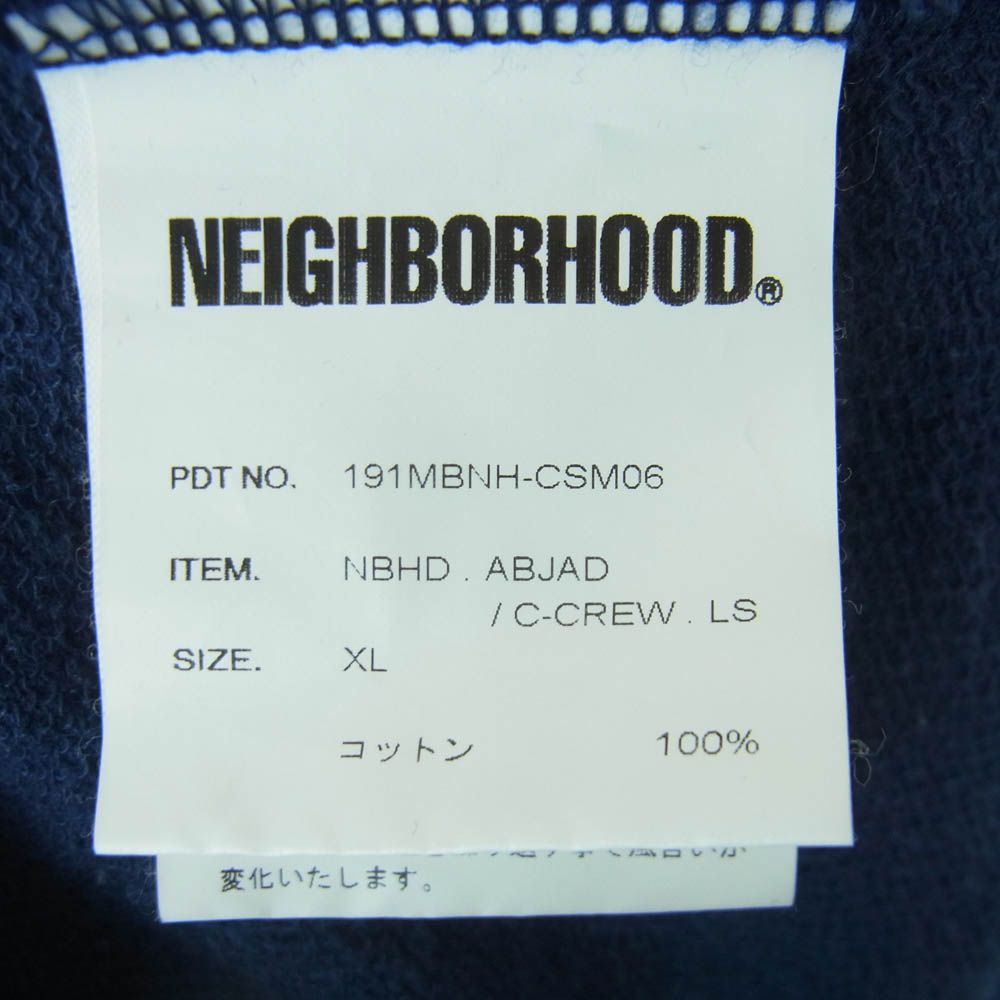 NEIGHBORHOOD®
PDT NO. 191MBNH-CSM06
ITEM. NBHD . ABJAD
/ C-CREW . LS
SIZE. XL
コットン 100%
変化いたします。